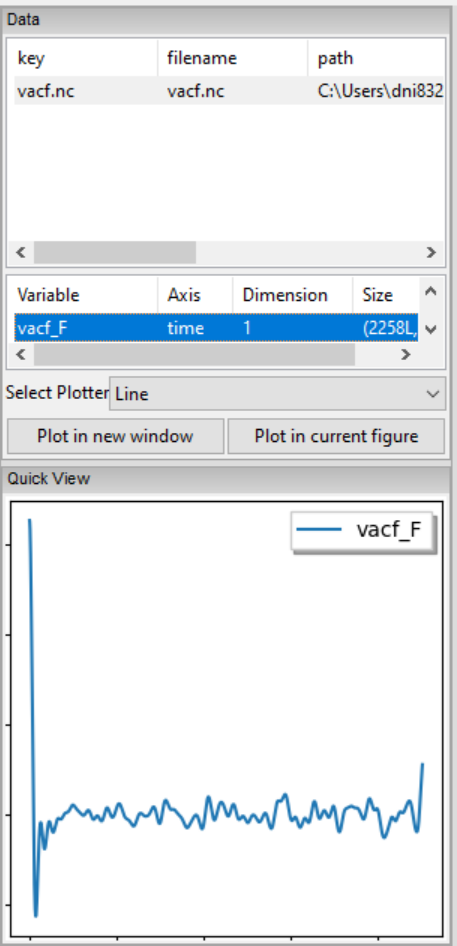 Data
key filename path
vacf.nc vacf.nc C:\Users\dni832
Variable Axis Dimension Size
vacf_F time 1 (2258L,
Select Plotter Line
Plot in new window Plot in current figure
Quick View
vacf_F